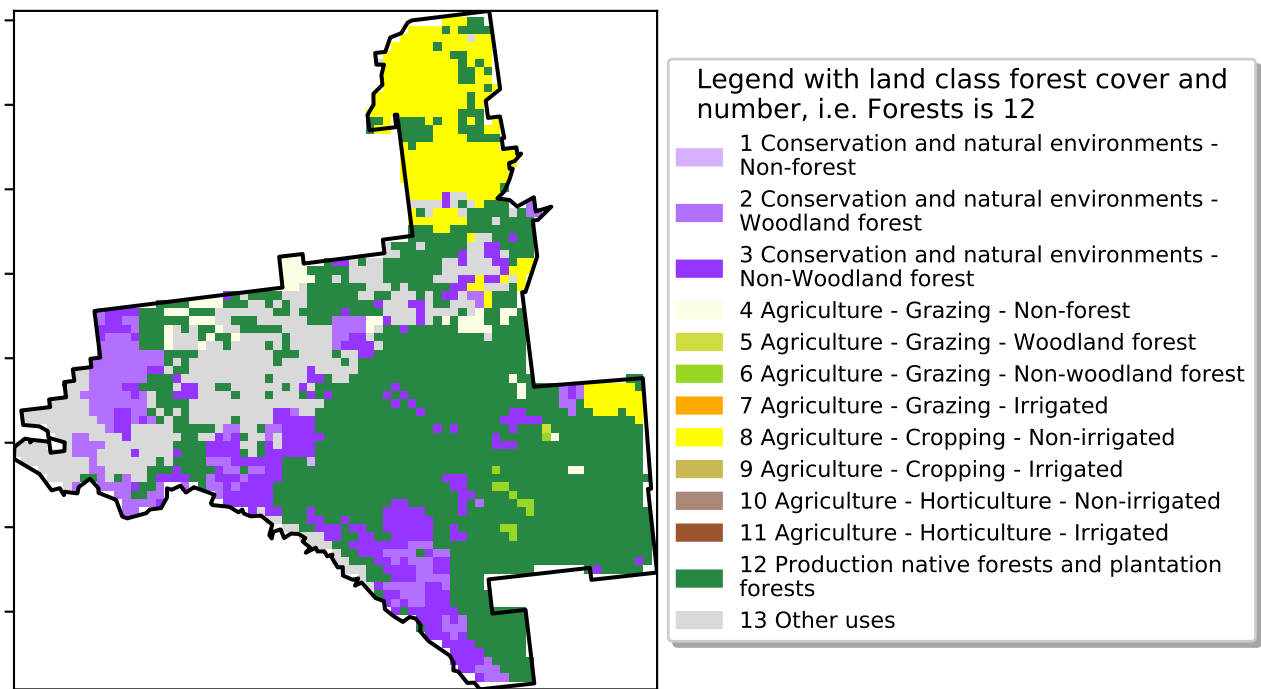 Legend with land class forest cover and
number, i.e. Forests is 12
1 Conservation and natural environments -
Non-forest
2 Conservation and natural environments -
Woodland forest
3 Conservation and natural environments -
Non-Woodland forest
4 Agriculture - Grazing - Non-forest
5 Agriculture - Grazing - Woodland forest
6 Agriculture - Grazing - Non-woodland forest
7 Agriculture - Grazing - Irrigated
8 Agriculture - Cropping - Non-irrigated
9 Agriculture - Cropping - Irrigated
10 Agriculture - Horticulture - Non-irrigated
11 Agriculture - Horticulture - Irrigated
12 Production native forests and plantation
forests
13 Other uses